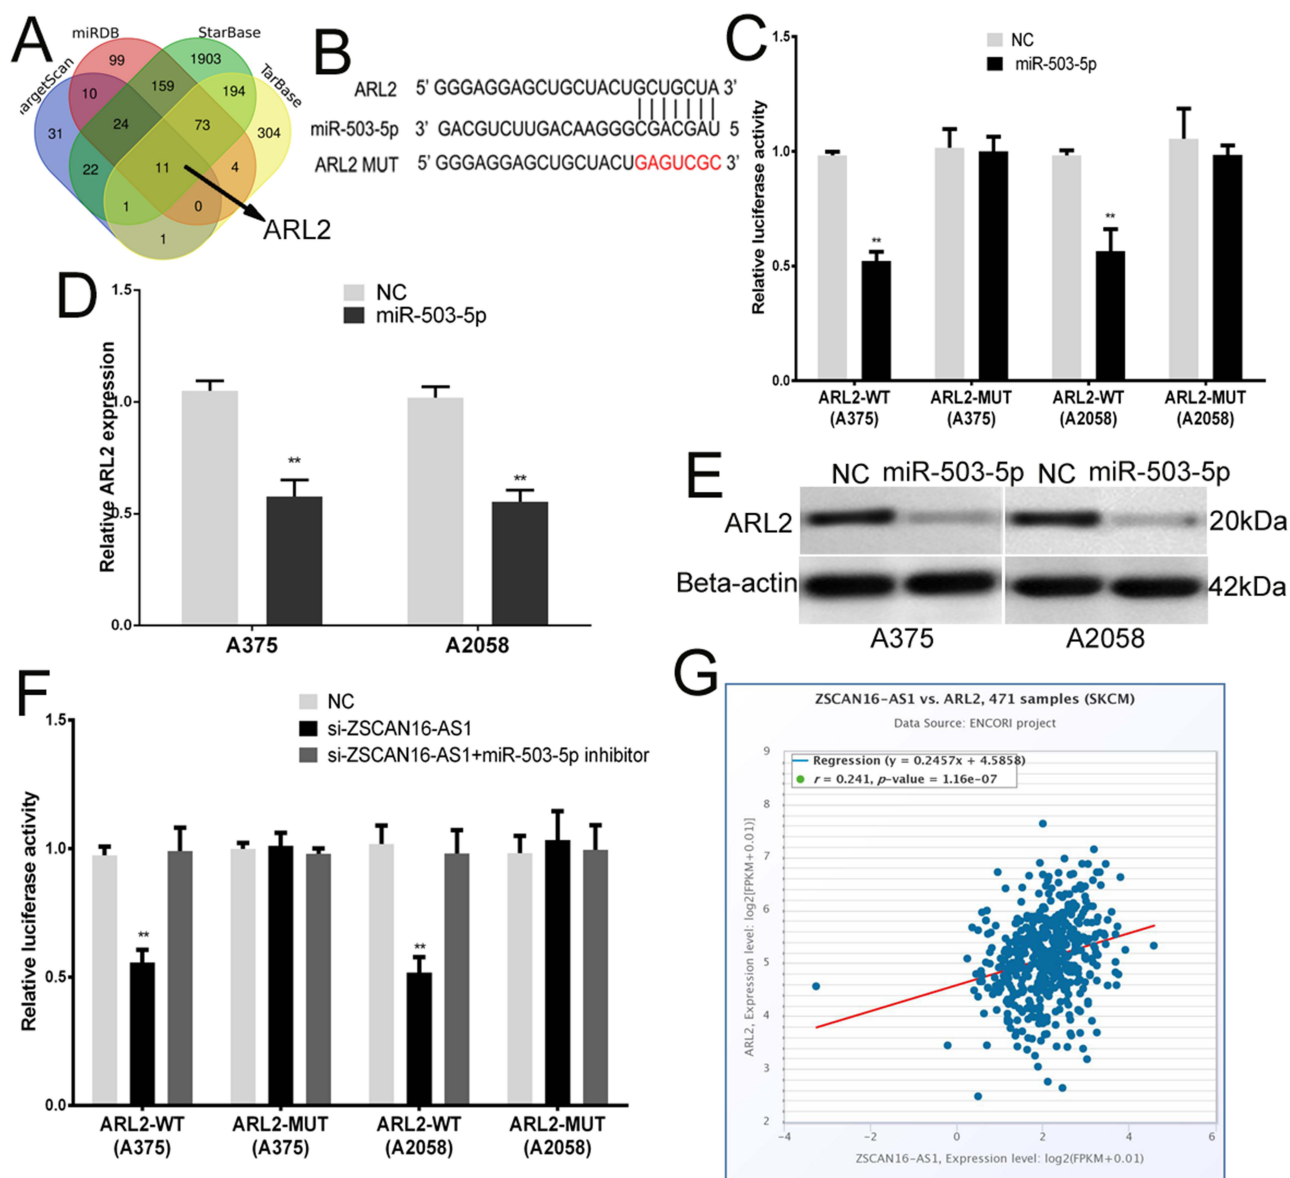 A
miRDB
StarBase
TarBase
99
1903
10
159
194
31
24
73
304
22
11
4
1
0
1
ARL2
B
ARL2 5' GGGAGGAGCUGCUACUGCUGCUA 3'
miR-503-5p 3' GACGUCUUGACAAGGGCGACGAU 5
ARL2 MUT 5' GGGAGGAGCUGCUACUGAGUCGC 3'
C
NC
miR-503-5p
Relative luciferase activity
1.5
1.0
0.5
0.0
**
**
ARL2-WT (A375)
ARL2-MUT (A375)
ARL2-WT (A2058)
ARL2-MUT (A2058)
D
NC
miR-503-5p
Relative ARL2 expression
1.5
1.0
0.5
0.0
**
**
A375
A2058
E
NC miR-503-5p NC miR-503-5p
ARL2
20kDa
Beta-actin
42kDa
A375
A2058
F
NC
si-ZSCAN16-AS1
si-ZSCAN16-AS1+miR-503-5p inhibitor
Relative luciferase activity
1.5
1.0
0.5
0.0
**
**
ARL2-WT (A375)
ARL2-MUT (A375)
ARL2-WT (A2058)
ARL2-MUT (A2058)
G
ZSCAN16-AS1 vs. ARL2, 471 samples (SKCM)
Data Source: ENCORI project
Regression (y = 0.2457x + 4.5858)
r = 0.241, p-value = 1.16e-07
ARL2, Expression level: log2[FPKM+0.01)]
9
8
7
6
5
4
3
2
−4
−2
0
2
4
6
ZSCAN16-AS1, Expression level: log2(FPKM+0.01)